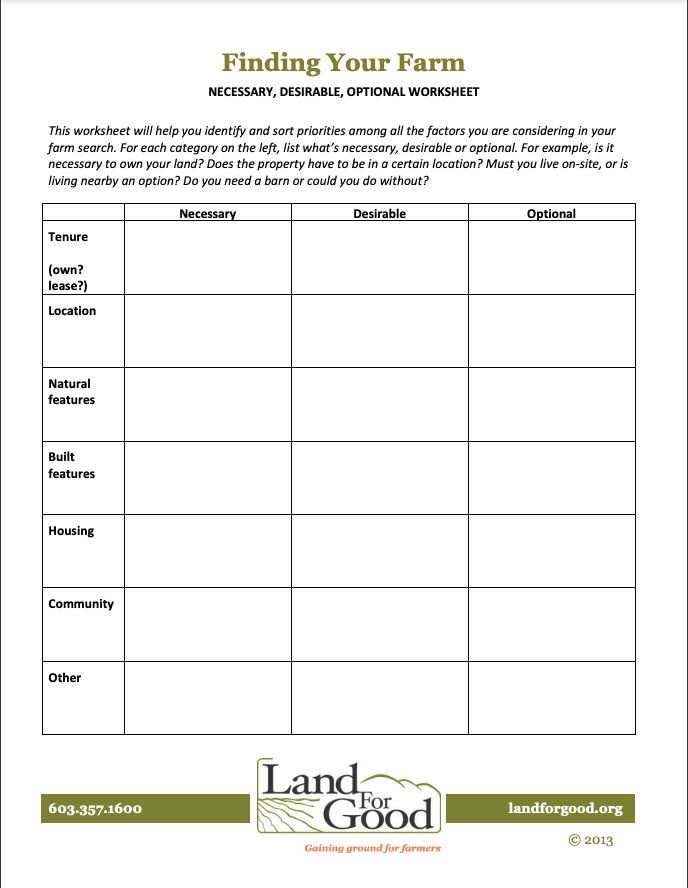 Finding Your Farm
NECESSARY, DESIRABLE, OPTIONAL WORKSHEET
This worksheet will help you identify and sort priorities among all the factors you are considering in your
farm search. For each category on the left, list what's necessary, desirable or optional. For example, is it
necessary to own your land? Does the property have to be in a certain location? Must you live on-site, or is
living nearby an option? Do you need a barn or could you do without?
Necessary Desirable Optional
Tenure
(own?
lease?)
Location
Natural
features
Built
features
Housing
Community
Other
603.357.1600
Land
For
Good
Gaining ground for farmers
landforgood.org
© 2013